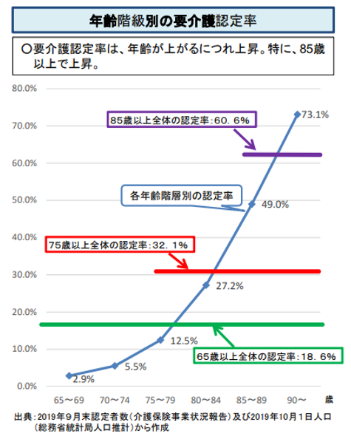 年齢階級別の要介護認定率
〇要介護認定率は、年齢が上がるにつれ上昇。特に、85歳
以上で上昇。
80.0%
70.0%
60.0%
50.0%
40.0%
30.0%
20.0%
10.0%
0.0%
85歳以上全体の認定率:60.6%
73.1%
各年齢階層別の認定率
49.0%
75歳以上全体の認定率:32.1%
27.2%
65歳以上全体の認定率:18.6%
12.5%
5.5%
2.9%
65～69
70～74
75～79
80～84
85～89
90～
歳
出典:2019年9月末認定者数(介護保険事業状況報告)及び2019年10月1日人口
(総務省統計局人口推計)から作成